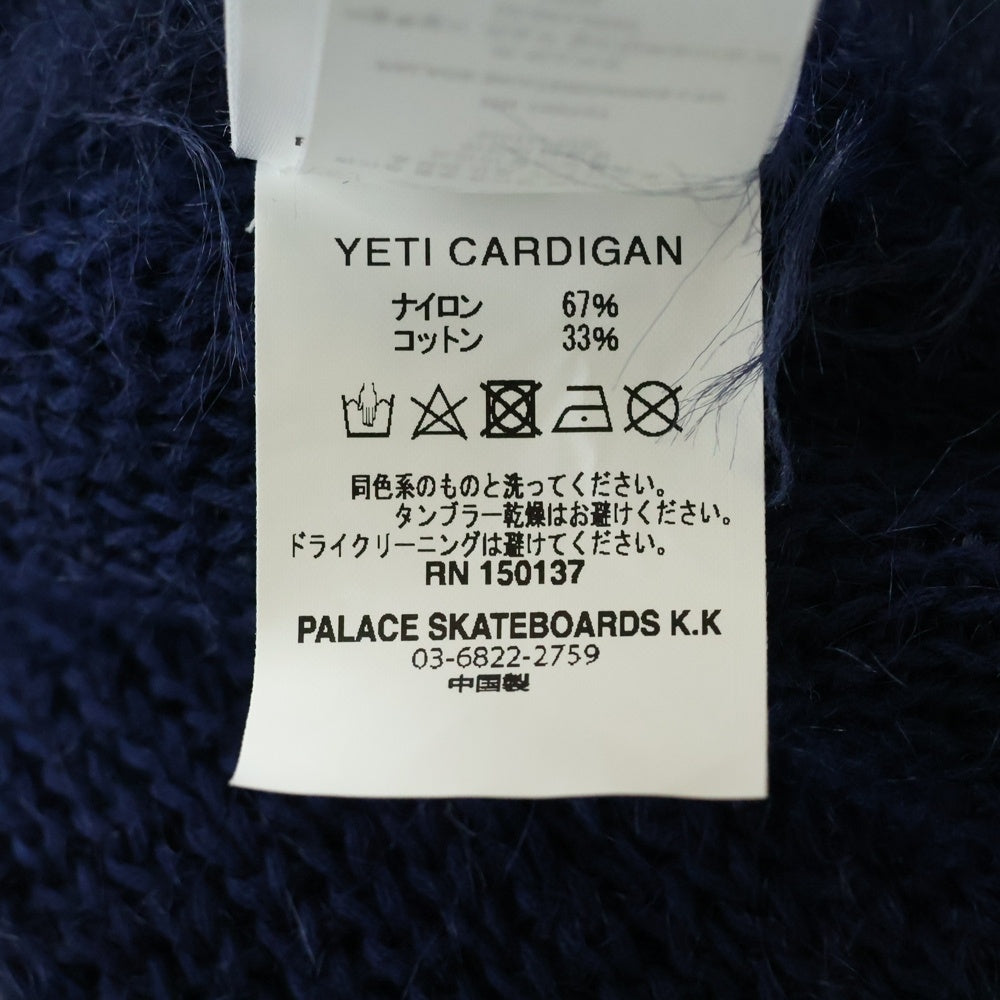 YETI CARDIGAN
ナイロン 67%
コットン 33%
同色系のものと洗ってください。
タンブラー乾燥はお避けください。
ドライクリーニングは避けてください。
RN 150137
PALACE SKATEBOARDS K.K
03-6822-2759
中国製